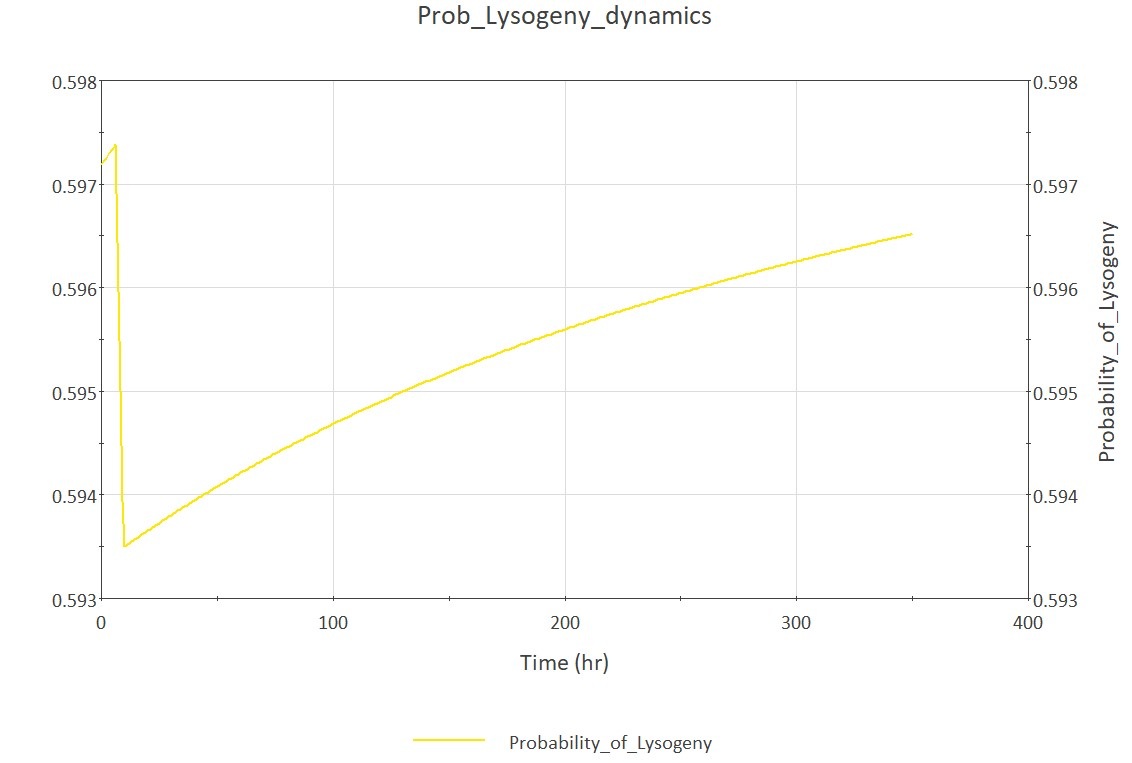 Prob_Lysogeny_dynamics
0.598 0.598
0.597 0.597
0.596 0.596
0.595 0.595
0.594 0.594
0.593 0.593
Probability_of_Lysogeny
0 100 200 300 400
Time (hr)
Probability_of_Lysogeny